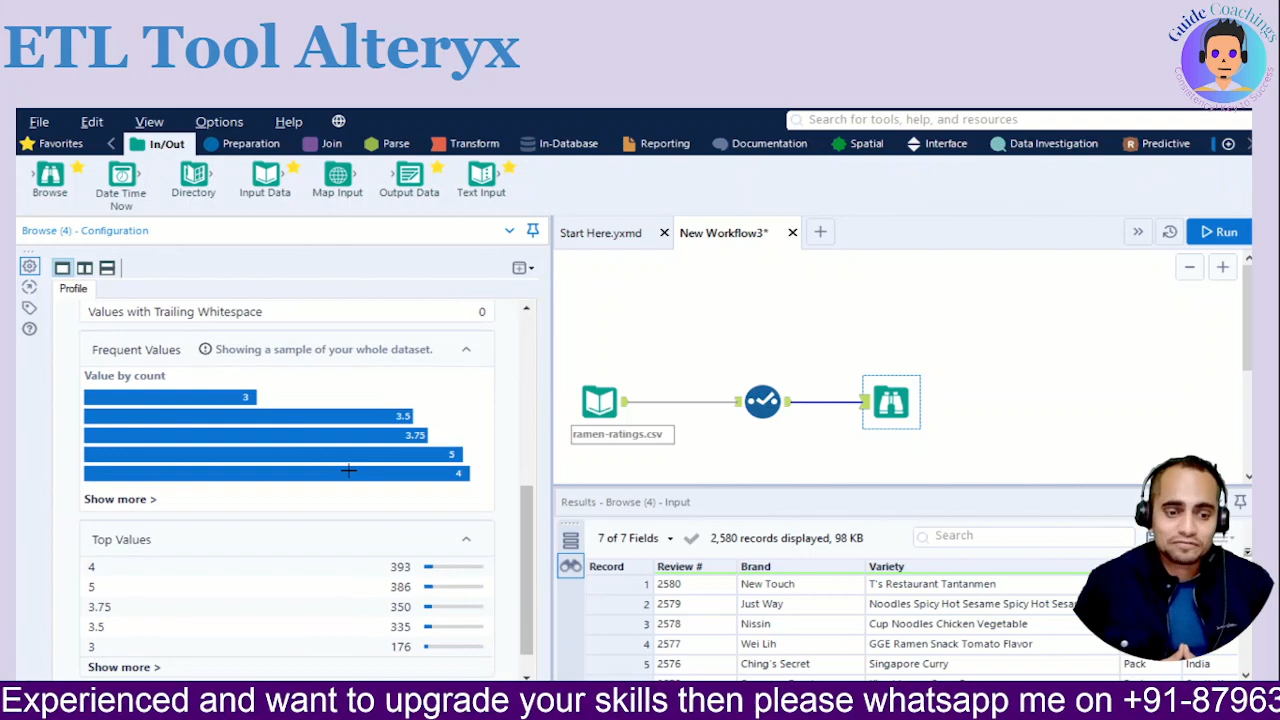 ETL Tool Alteryx
Guide Coachings
Consistency Key to Success
File Edit View Options Help
Search for tools, help, and resources
Favorites In/Out Preparation Join Parse Transform In-Database Reporting Documentation Spatial Interface Data Investigation Predictive
Browse Date Time Now Directory Input Data Map Input Output Data Text Input
Browse (4) - Configuration
Start Here.yxmd New Workflow3* Run
Profile
Values with Trailing Whitespace 0
Frequent Values Showing a sample of your whole dataset.
Value by count
3
3.5
3.75
5
4
Show more >
Top Values
4 393
5 386
3.75 350
3.5 335
3 176
Show more >
ramen-ratings.csv
Results - Browse (4) - Input
7 of 7 Fields 2,580 records displayed, 98 KB Search
Record Review # Brand Variety
1 2580 New Touch T's Restaurant Tantanmen
2 2579 Just Way Noodles Spicy Hot Sesame Spicy Hot Sesa
3 2578 Nissin Cup Noodles Chicken Vegetable
4 2577 Wei Lih GGE Ramen Snack Tomato Flavor
5 2576 Ching's Secret Singapore Curry Pack India
Experienced and want to upgrade your skills then please whatsapp me on +91-87963